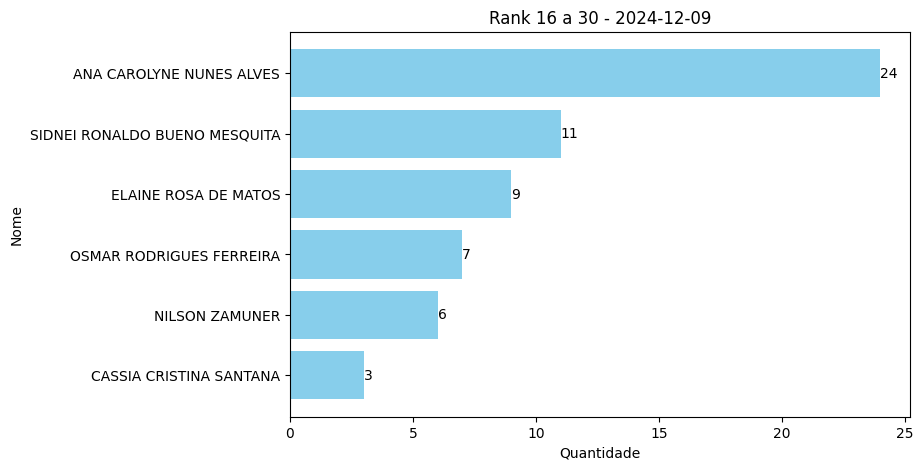 Rank 16 a 30 - 2024-12-09
Nome
ANA CAROLYNE NUNES ALVES
24
SIDNEI RONALDO BUENO MESQUITA
11
ELAINE ROSA DE MATOS
9
OSMAR RODRIGUES FERREIRA
7
NILSON ZAMUNER
6
CASSIA CRISTINA SANTANA
3
0 5 10 15 20 25
Quantidade